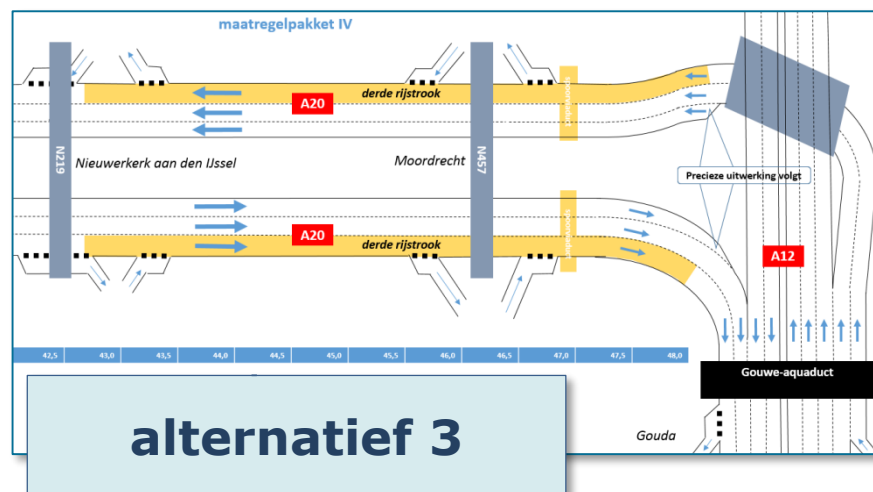 maatregelpakket IV
A20
derde rijstrook
N219
Nieuwerkerk aan den IJssel
Moordrecht
N457
spoorviaduct
Precieze uitwerking volgt
A20
derde rijstrook
spoorviaduct
A12
42,5 43,0 43,5 44,0 44,5 45,0 45,5 46,0 46,5 47,0 47,5 48,0
Gouwe-aquaduct
Gouda
alternatief 3